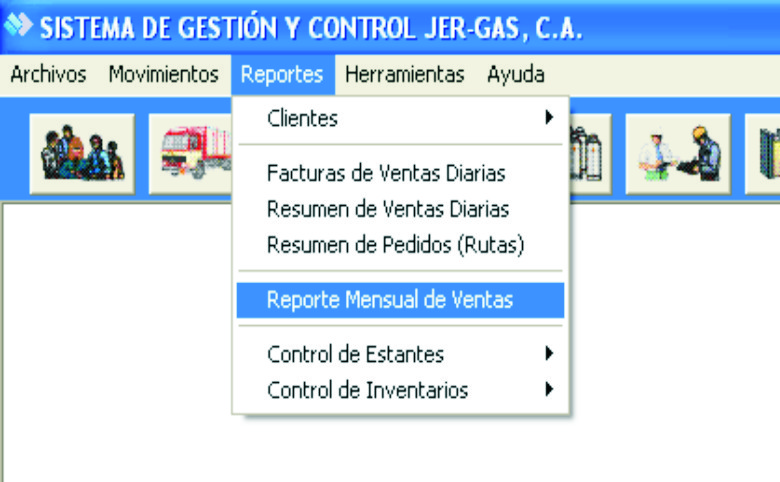 SISTEMA DE GESTIÓN Y CONTROL JER-GAS, C.A.
Archivos Movimientos Reportes Herramientas Ayuda
Clientes
Facturas de Ventas Diarias
Resumen de Ventas Diarias
Resumen de Pedidos (Rutas)
Reporte Mensual de Ventas
Control de Estantes
Control de Inventarios